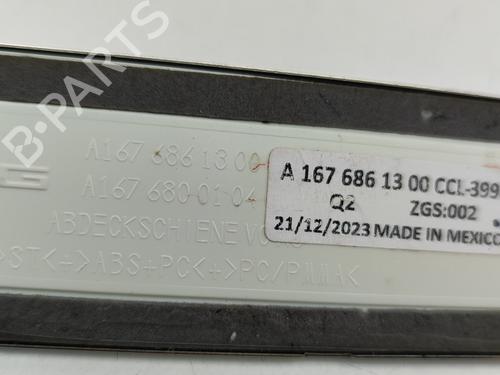 A167 686 13 00
A167 680-01-04
ABDECKSCHIENE
>ST<+>ABS+PC<+>PC/PMMA<
A 167 686 13 00 CCL-399
Q2 ZGS:002
21/12/2023 MADE IN MEXICO
B-PARTS